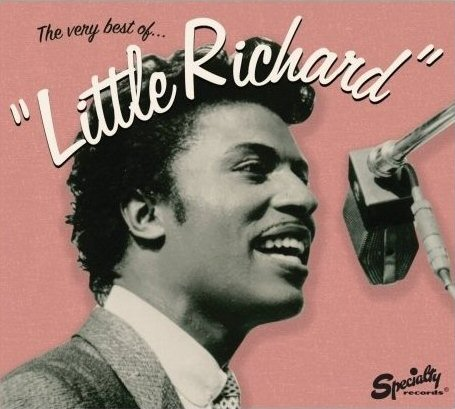 The very best of...
"Little Richard"
Specialty
records®